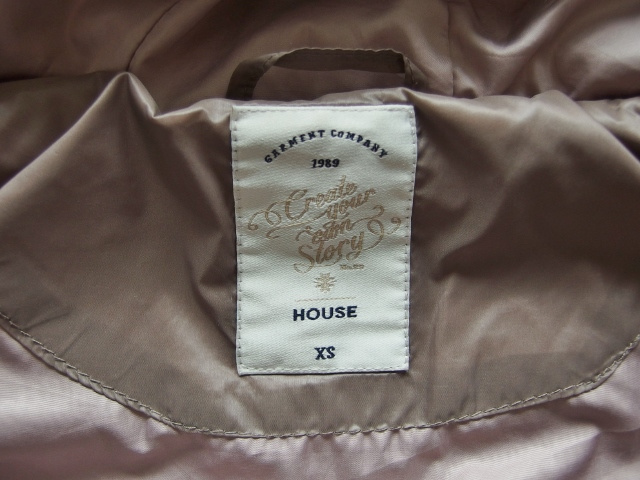 GARMENT COMPANY
1989
Create
your
own
Story
HOUSE
XS